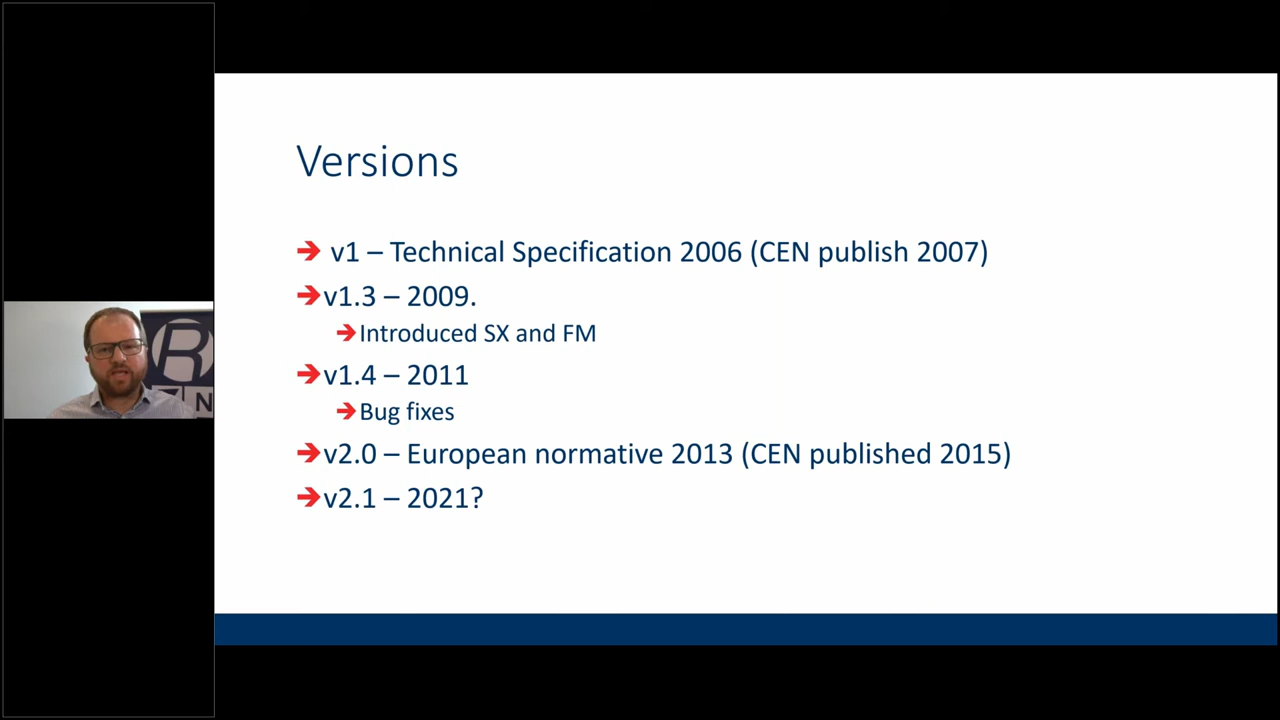 Versions
v1 – Technical Specification 2006 (CEN publish 2007)
v1.3 – 2009.
Introduced SX and FM
v1.4 – 2011
Bug fixes
v2.0 – European normative 2013 (CEN published 2015)
v2.1 – 2021?
R
N